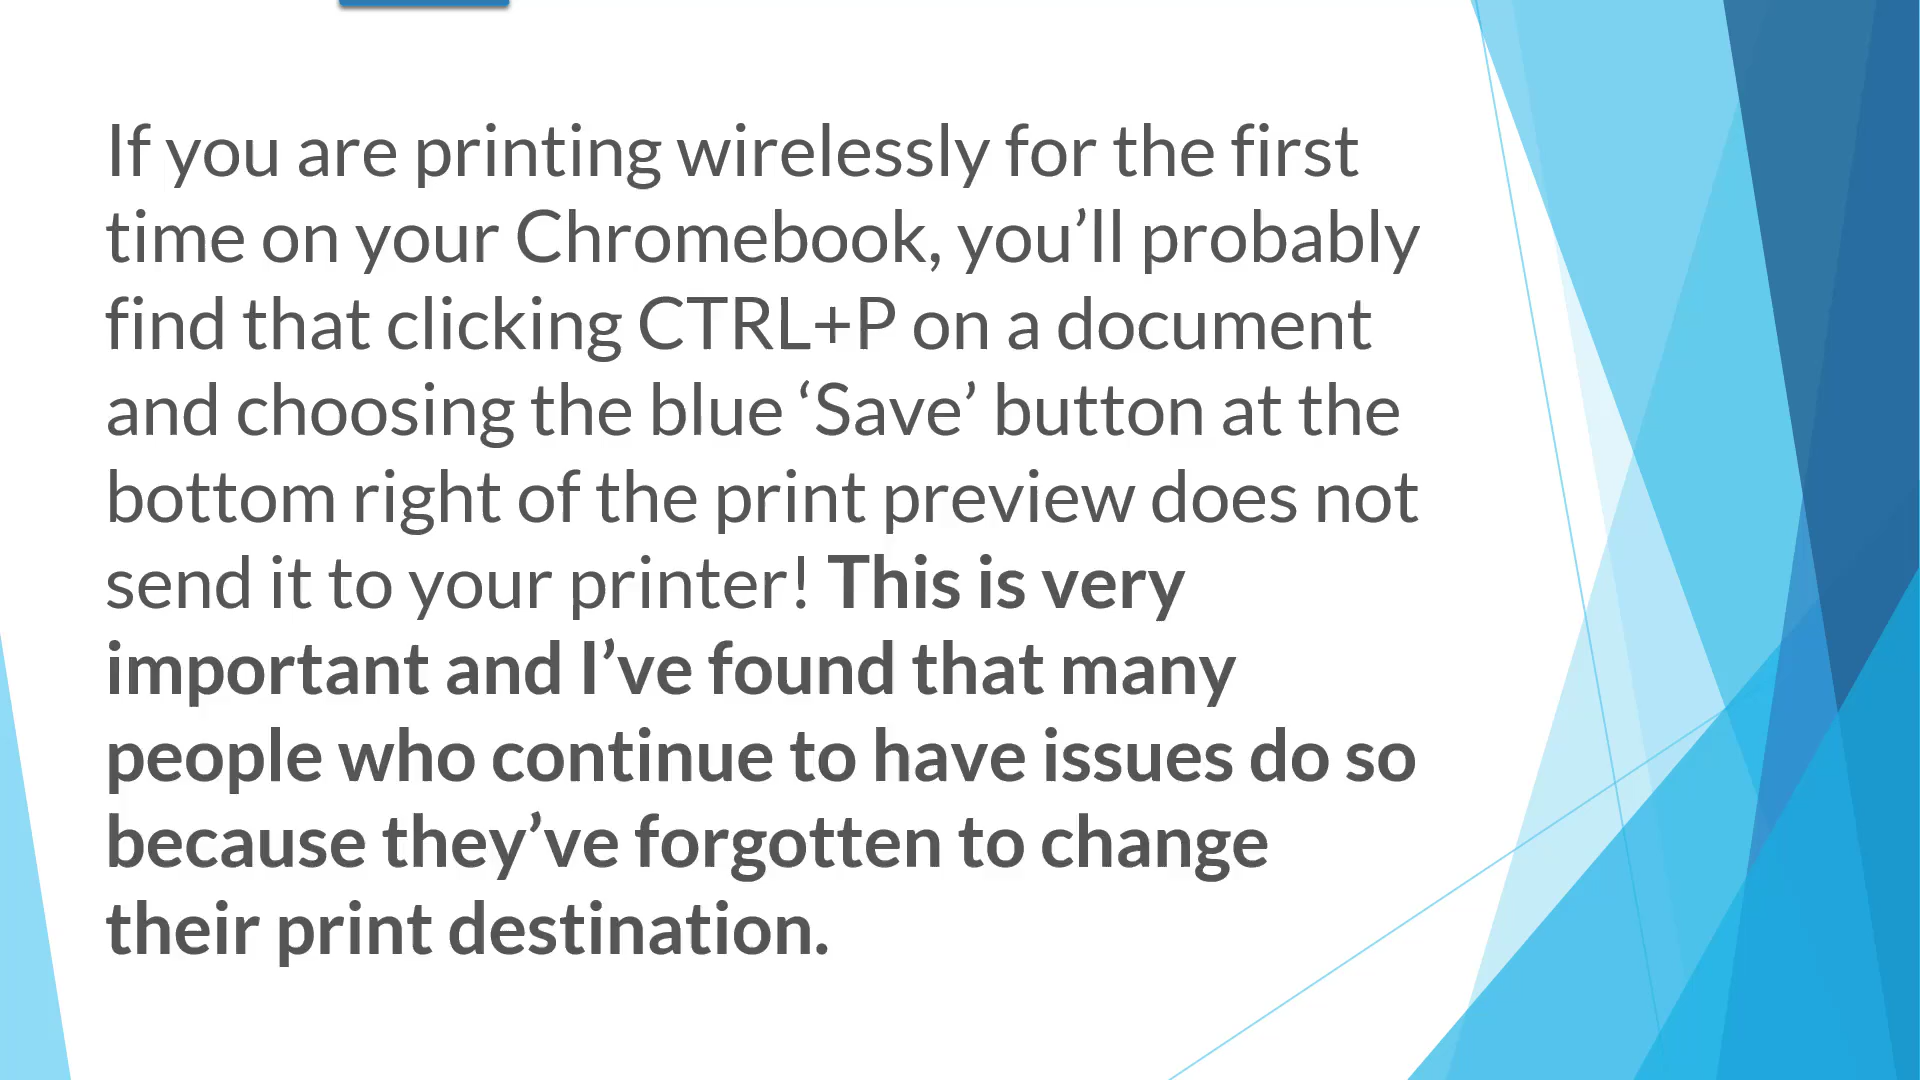 If you are printing wirelessly for the first
time on your Chromebook, you’ll probably
find that clicking CTRL+P on a document
and choosing the blue ‘Save’ button at the
bottom right of the print preview does not
send it to your printer! This is very
important and I’ve found that many
people who continue to have issues do so
because they’ve forgotten to change
their print destination.